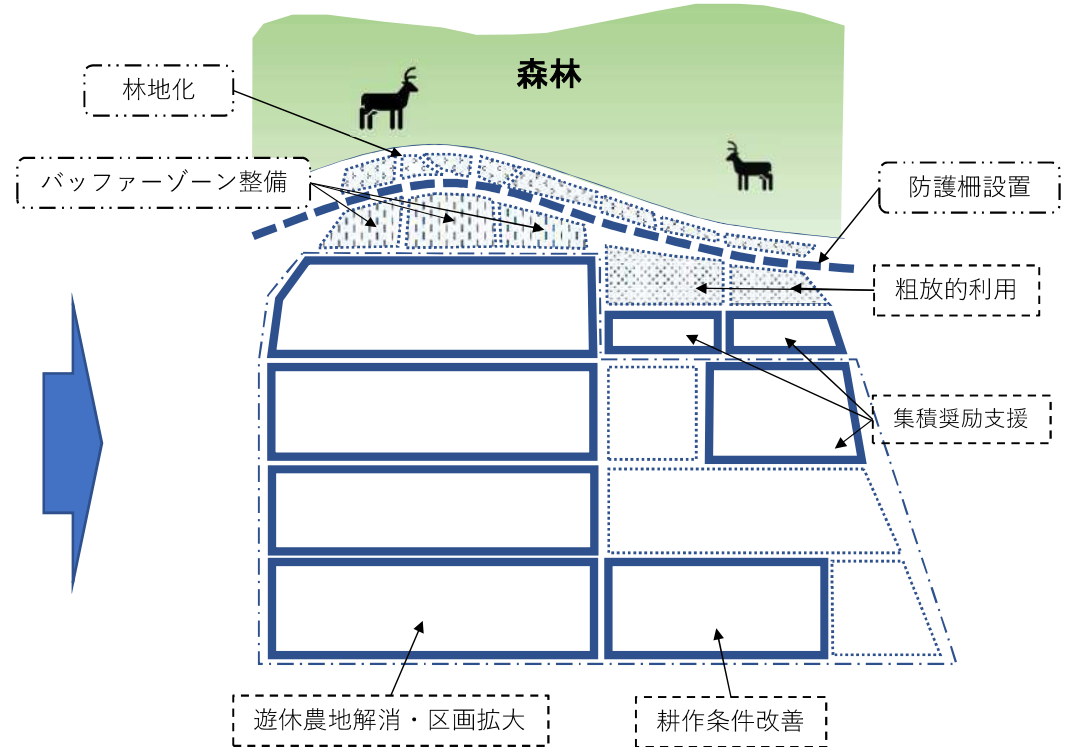 森林
林地化
バッファーゾーン整備
防護柵設置
粗放的利用
集積奨励支援
遊休農地解消・区画拡大
耕作条件改善